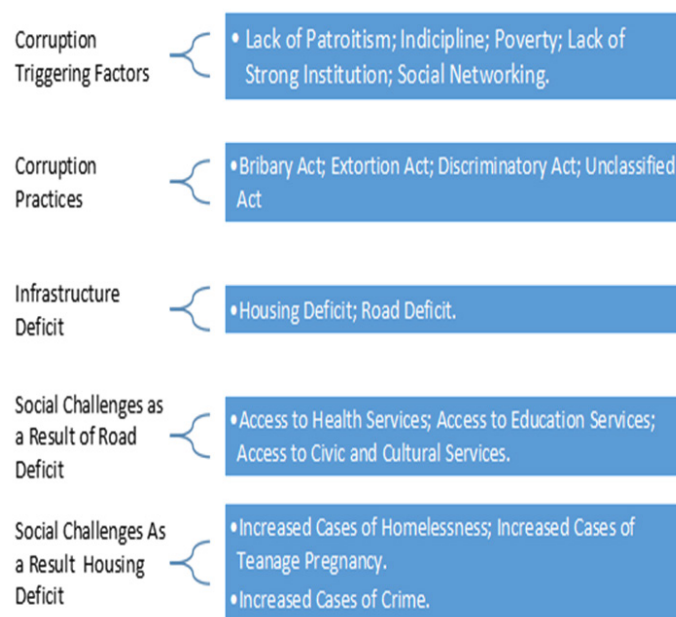 Corruption
Triggering Factors
• Lack of Patroitism; Indicipline; Poverty; Lack of
Strong Institution; Social Networking.
Corruption
Practices
• Bribary Act; Extortion Act; Discriminatory Act; Unclassified
Act
Infrastructure
Deficit
• Housing Deficit; Road Deficit.
Social Challenges as
a Result of Road
Deficit
• Access to Health Services; Access to Education Services;
Access to Civic and Cultural Services.
Social Challenges As
a Result Housing
Deficit
• Increased Cases of Homelessness; Increased Cases of
Teanage Pregnancy.
• Increased Cases of Crime.